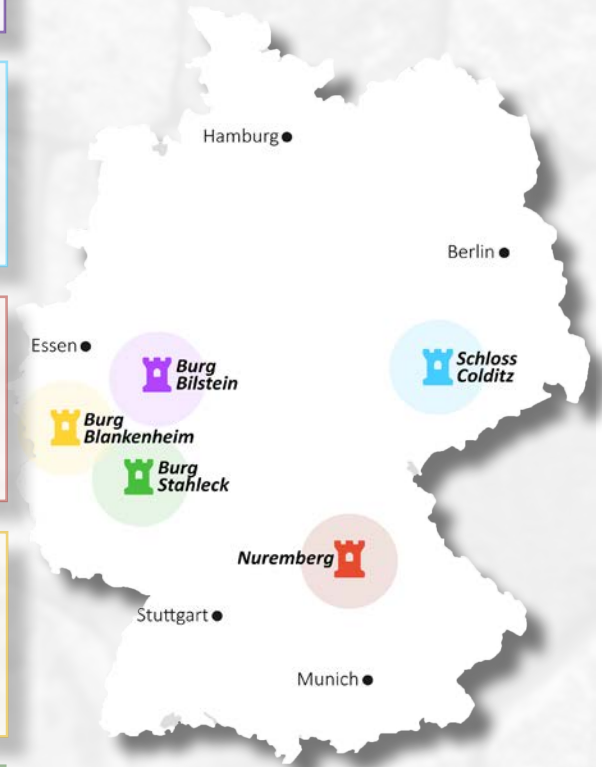 Hamburg
Berlin
Essen
Burg
Bilstein
Schloss
Colditz
Burg
Blankenheim
Burg
Stahleck
Nuremberg
Stuttgart
Munich